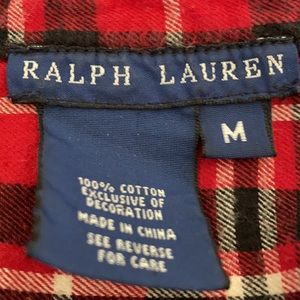 RALPH LAUREN
M
100% COTTON
EXCLUSIVE OF
DECORATION
MADE IN CHINA
SEE REVERSE
FOR CARE